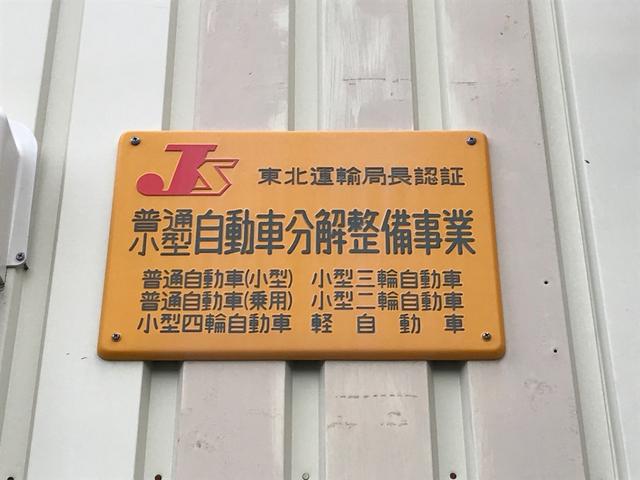 JS 東北運輸局長認証
普通
小型 自動車分解整備事業
普通自動車(小型) 小型三輪自動車
普通自動車(乗用) 小型二輪自動車
小型四輪自動車 軽自動車